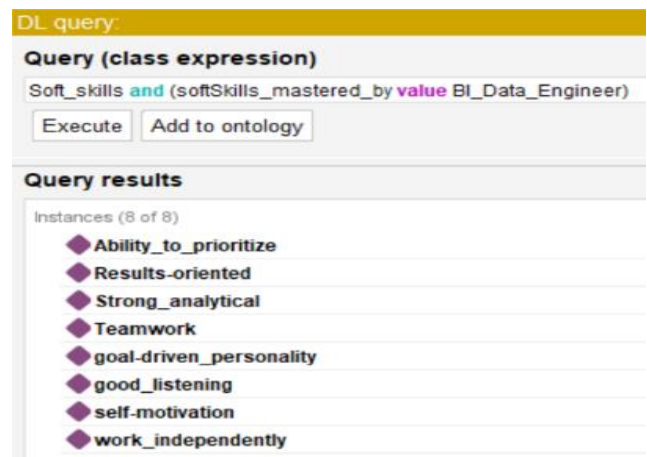 DL query:
Query (class expression)
Soft_skills and (softSkills_mastered_by value BI_Data_Engineer)
Execute Add to ontology
Query results
Instances (8 of 8)
Ability_to_prioritize
Results-oriented
Strong_analytical
Teamwork
goal-driven_personality
good_listening
self-motivation
work_independently